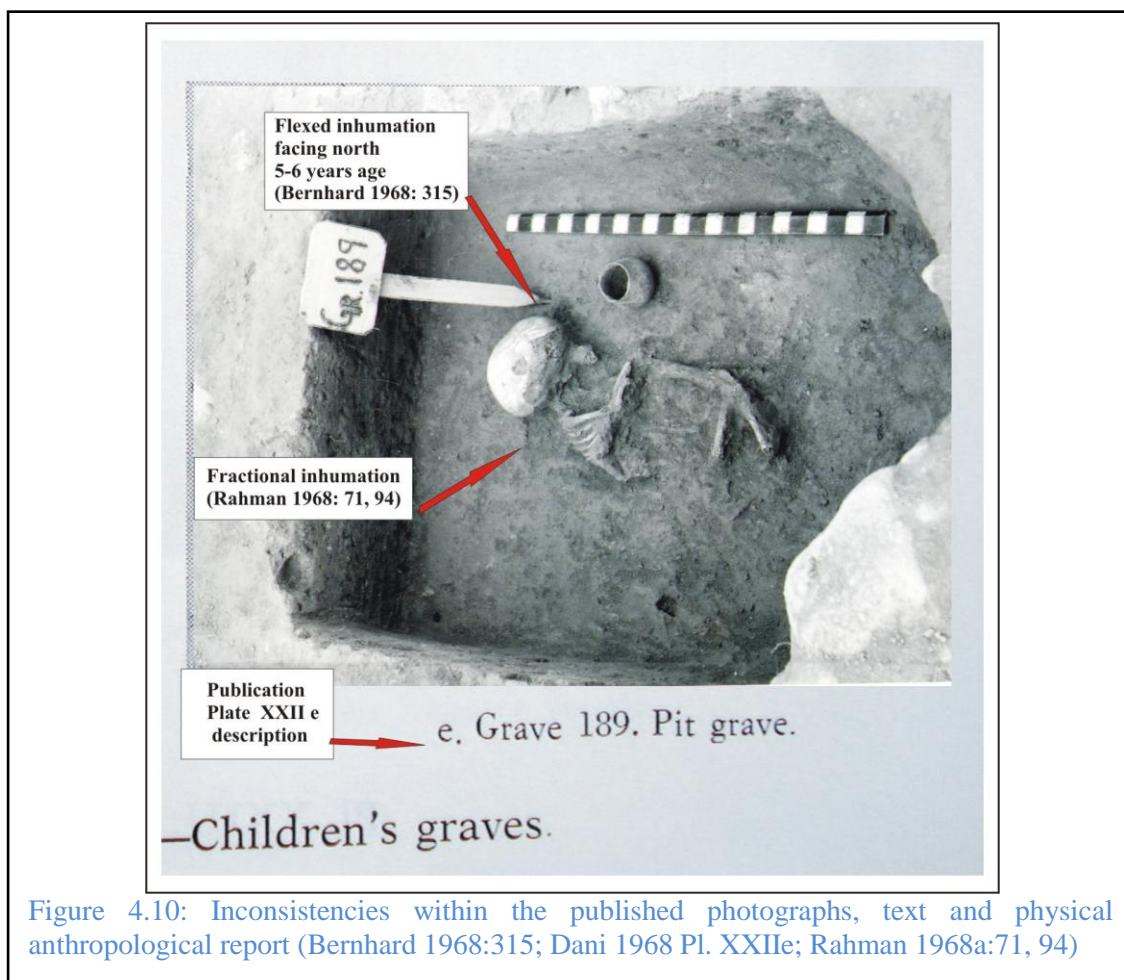 Flexed inhumation
facing north
5-6 years age
(Bernhard 1968: 315)
GR.189
Fractional inhumation
(Rahman 1968: 71, 94)
Publication
Plate XXII e
description
e. Grave 189. Pit grave.
—Children's graves.
Figure 4.10: Inconsistencies within the published photographs, text and physical
anthropological report (Bernhard 1968:315; Dani 1968 Pl. XXIIe; Rahman 1968a:71, 94)